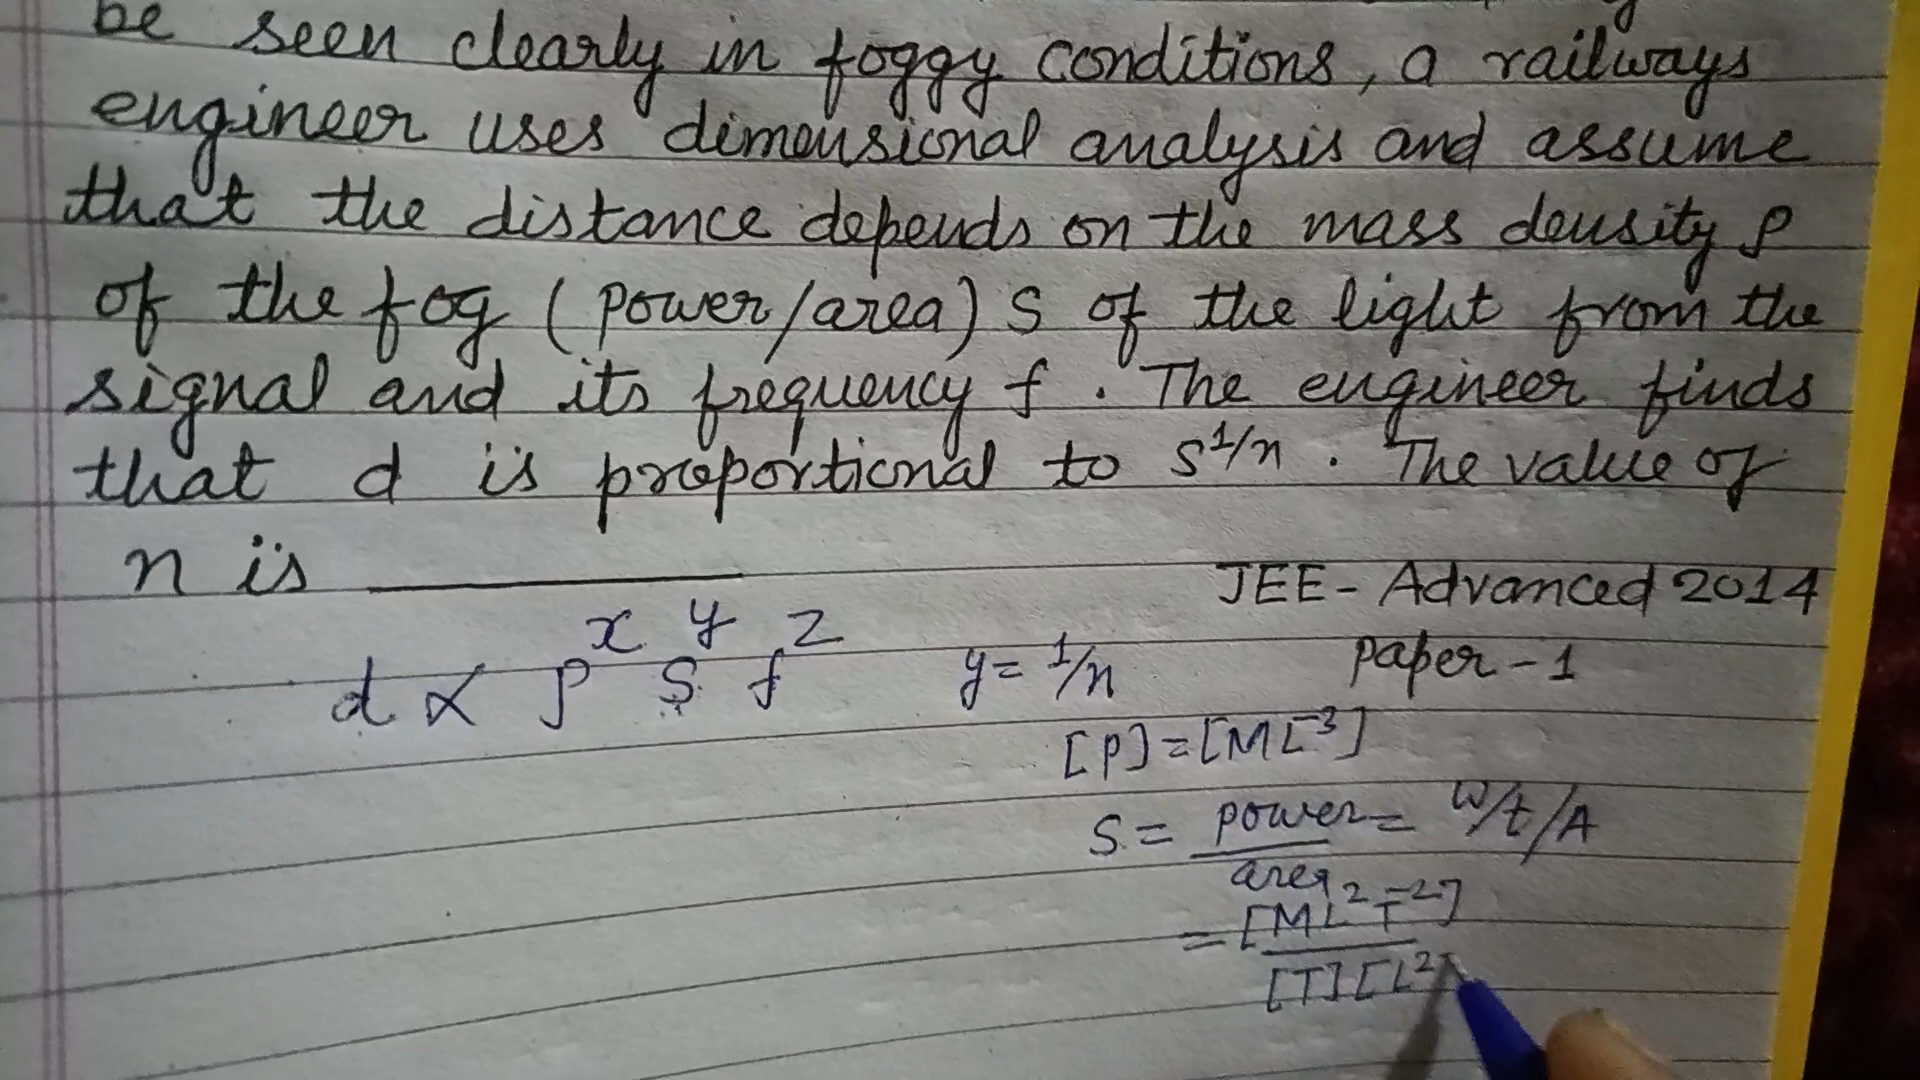 be seen clearly in foggy conditions, a railways
engineer uses dimensional analysis and assume
that the distance depends on the mass density ρ
of the fog (power/area) S of the light from the
signal and its frequency f. The engineer finds
that d is proportional to S^1/n. The value of
n is ______
JEE-Advanced 2014
paper-1
d ∝ ρ^x S^y f^z y = 1/n
[ρ] = [ML^-3]
S = power/area = W/t/A
= [ML^2T^-2]/[T][L^2]